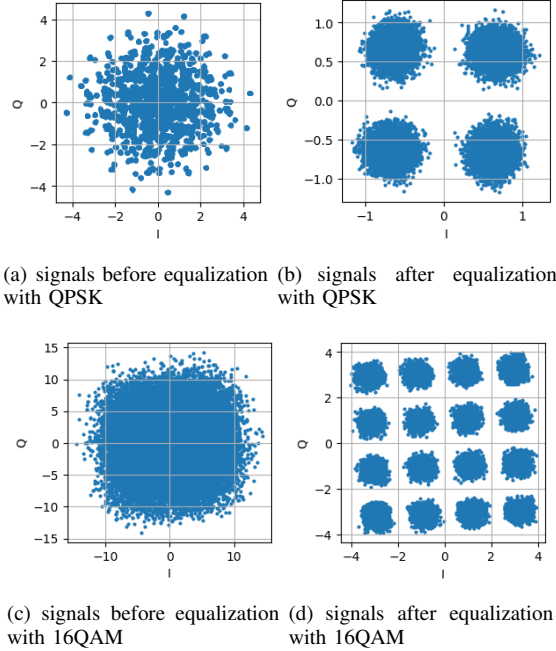 4
2
0
−2
−4
Q
−4 −2 0 2 4
I
1.0
0.5
0.0
−0.5
−1.0
Q
−1 0 1
I
(a) signals before equalization
with QPSK
(b) signals after equalization
with QPSK
15
10
5
0
−5
−10
−15
Q
−10 0 10
I
4
2
0
−2
−4
Q
−4 −2 0 2 4
I
(c) signals before equalization
with 16QAM
(d) signals after equalization
with 16QAM